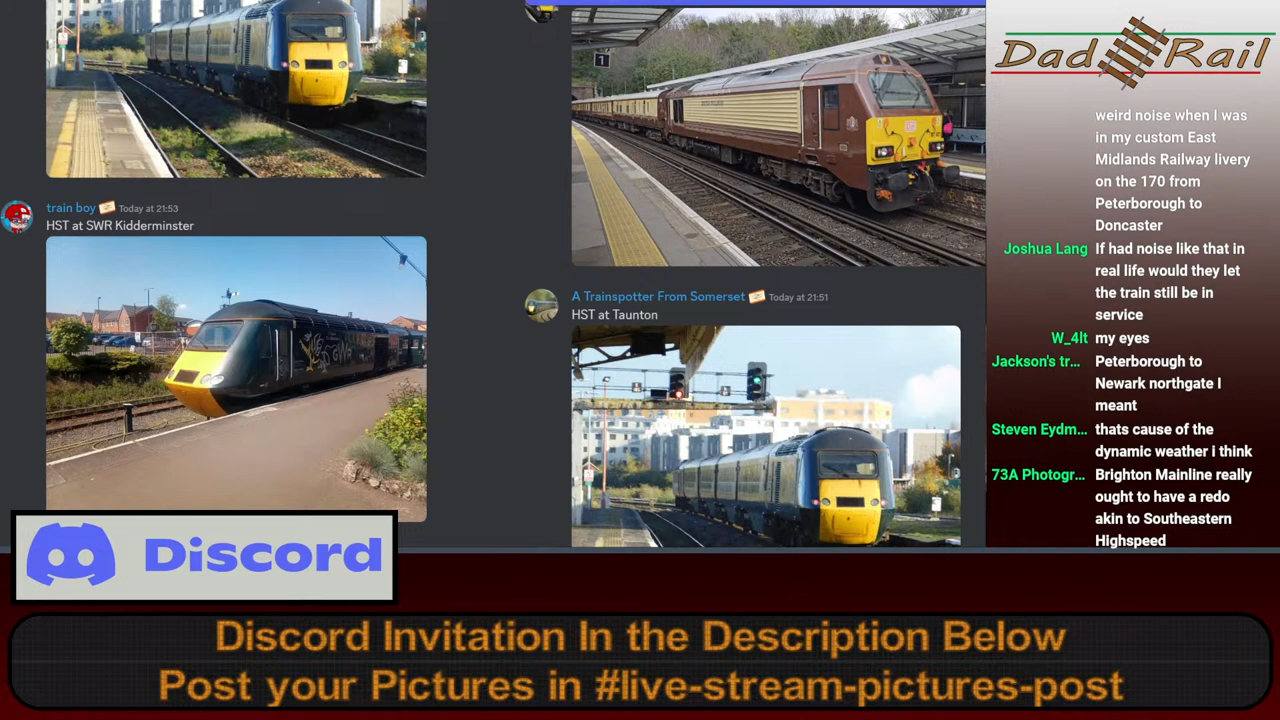 train boy Today at 21:53
HST at SWR Kidderminster
GWR
1
A Trainspotter From Somerset Today at 21:51
HST at Taunton
Dad Rail
weird noise when I was
in my custom East
Midlands Railway livery
on the 170 from
Peterborough to
Doncaster
Joshua Lang If had noise like that in
real life would they let
the train still be in
service
W_4lt my eyes
Jackson's tr... Peterborough to
Newark northgate I
meant
Steven Eydm... thats cause of the
dynamic weather i think
73A Photogr... Brighton Mainline really
ought to have a redo
akin to Southeastern
Highspeed
Discord
Discord Invitation In the Description Below
Post your Pictures in #live-stream-pictures-post